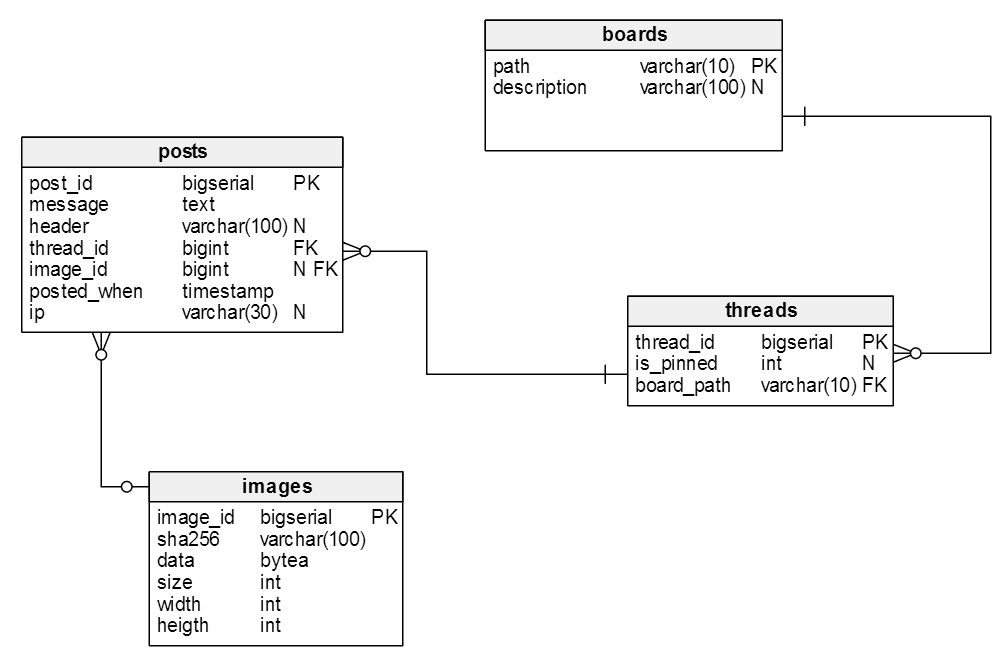 boards
path varchar(10) PK
description varchar(100) N
posts
post_id bigserial PK
message text
header varchar(100) N
thread_id bigint FK
image_id bigint N FK
posted_when timestamp
ip varchar(30) N
threads
thread_id bigserial PK
is_pinned int N
board_path varchar(10) FK
images
image_id bigserial PK
sha256 varchar(100)
data bytea
size int
width int
heigth int